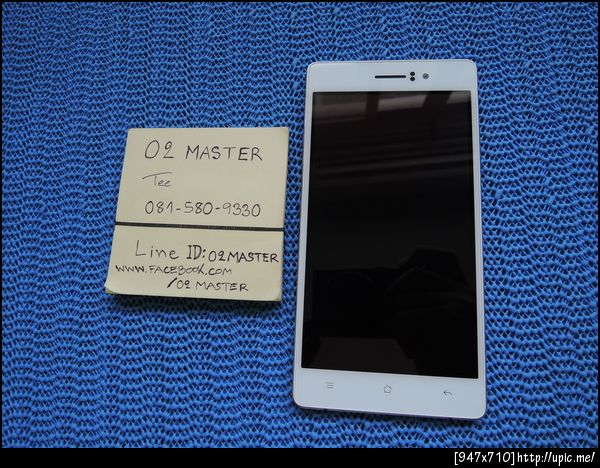 O2 MASTER
Tee
081-580-9330
Line ID: O2MASTER
WWW.FACEBOOK.COM
/O2 MASTER
[947x710]http://upic.me/